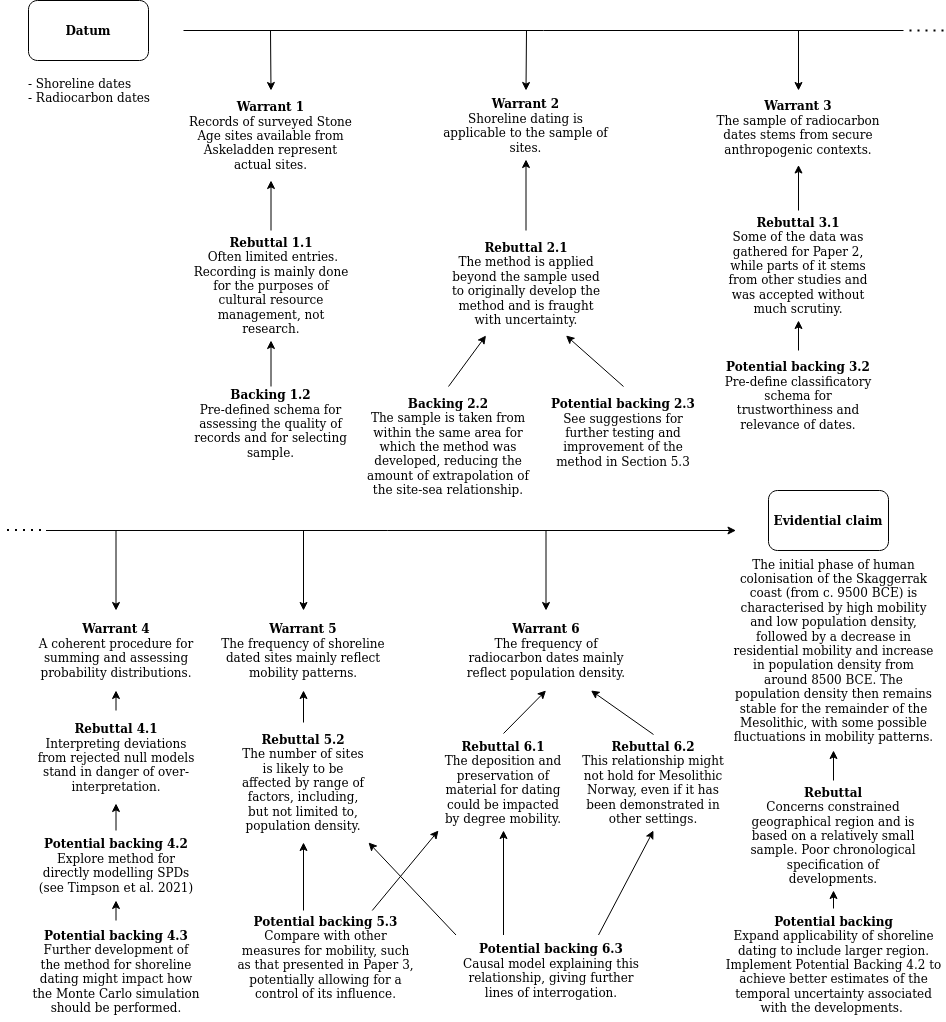 Datum
- Shoreline dates
- Radiocarbon dates
Warrant 1
Records of surveyed Stone
Age sites available from
Askeladden represent
actual sites.
Rebuttal 1.1
Often limited entries.
Recording is mainly done
for the purposes of
cultural resource
management, not
research.
Backing 1.2
Pre-defined schema for
assessing the quality of
records and for selecting
sample.
Warrant 2
Shoreline dating is
applicable to the sample of
sites.
Rebuttal 2.1
The method is applied
beyond the sample used
to originally develop the
method and is fraught
with uncertainty.
Backing 2.2
The sample is taken from
within the same area for
which the method was
developed, reducing the
amount of extrapolation of
the site-sea relationship.
Potential backing 2.3
See suggestions for
further testing and
improvement of the
method in Section 5.3
Warrant 3
The sample of radiocarbon
dates stems from secure
anthropogenic contexts.
Rebuttal 3.1
Some of the data was
gathered for Paper 2,
while parts of it stems
from other studies and
was accepted without
much scrutiny.
Potential backing 3.2
Pre-define classificatory
schema for
trustworthiness and
relevance of dates.
Warrant 4
A coherent procedure for
summing and assessing
probability distributions.
Rebuttal 4.1
Interpreting deviations
from rejected null models
stand in danger of over-
interpretation.
Potential backing 4.2
Explore method for
directly modelling SPDs
(see Timpson et al. 2021)
Potential backing 4.3
Further development of
the method for shoreline
dating might impact how
the Monte Carlo simulation
should be performed.
Warrant 5
The frequency of shoreline
dated sites mainly reflect
mobility patterns.
Rebuttal 5.2
The number of sites
is likely to be
affected by range of
factors, including,
but not limited to,
population density.
Potential backing 5.3
Compare with other
measures for mobility, such
as that presented in Paper 3,
potentially allowing for a
control of its influence.
Warrant 6
The frequency of
radiocarbon dates mainly
reflect population density.
Rebuttal 6.1
The deposition and
preservation of
material for dating
could be impacted
by degree mobility.
Rebuttal 6.2
This relationship might
not hold for Mesolithic
Norway, even if it has
been demonstrated in
other settings.
Potential backing 6.3
Causal model explaining this
relationship, giving further
lines of interrogation.
Evidential claim
The initial phase of human
colonisation of the Skaggerrak
coast (from c. 9500 BCE) is
characterised by high mobility
and low population density,
followed by a decrease in
residential mobility and increase
in population density from
around 8500 BCE. The
population density then remains
stable for the remainder of the
Mesolithic, with some possible
fluctuations in mobility patterns.
Rebuttal
Concerns constrained
geographical region and is
based on a relatively small
sample. Poor chronological
specification of
developments.
Potential backing
Expand applicability of shoreline
dating to include larger region.
Implement Potential Backing 4.2 to
achieve better estimates of the
temporal uncertainty associated
with the developments.